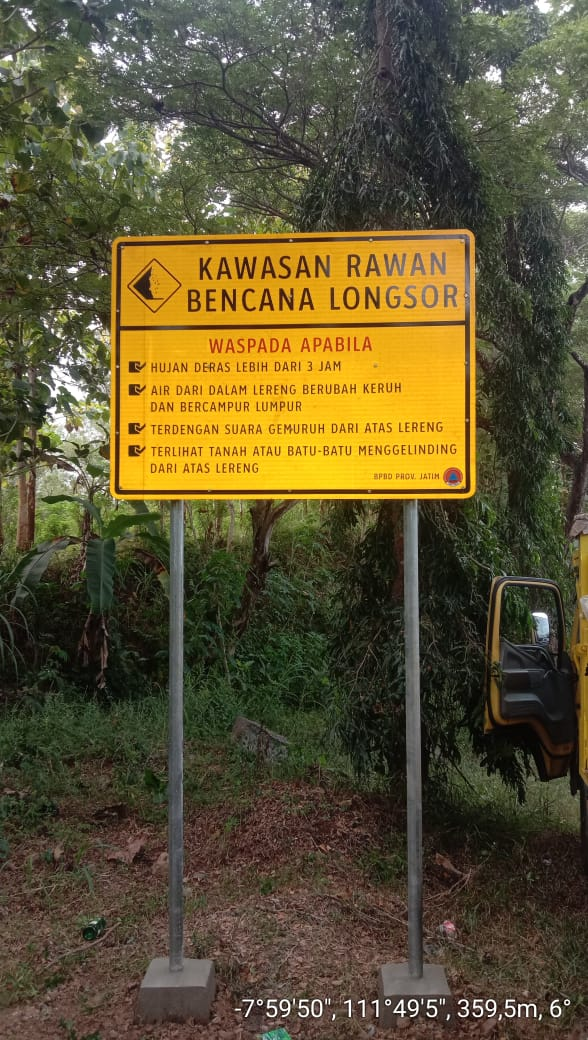 KAWASAN RAWAN
BENCANA LONGSOR
WASPADA APABILA
HUJAN DERAS LEBIH DARI 3 JAM
AIR DARI DALAM LERENG BERUBAH KERUH
DAN BERCAMPUR LUMPUR
TERDENGAN SUARA GEMURUH DARI ATAS LERENG
TERLIHAT TANAH ATAU BATU-BATU MENGGELINDING
DARI ATAS LERENG
BPBD PROV. JATIM
-7°59'50", 111°49'5", 359,5m, 6°